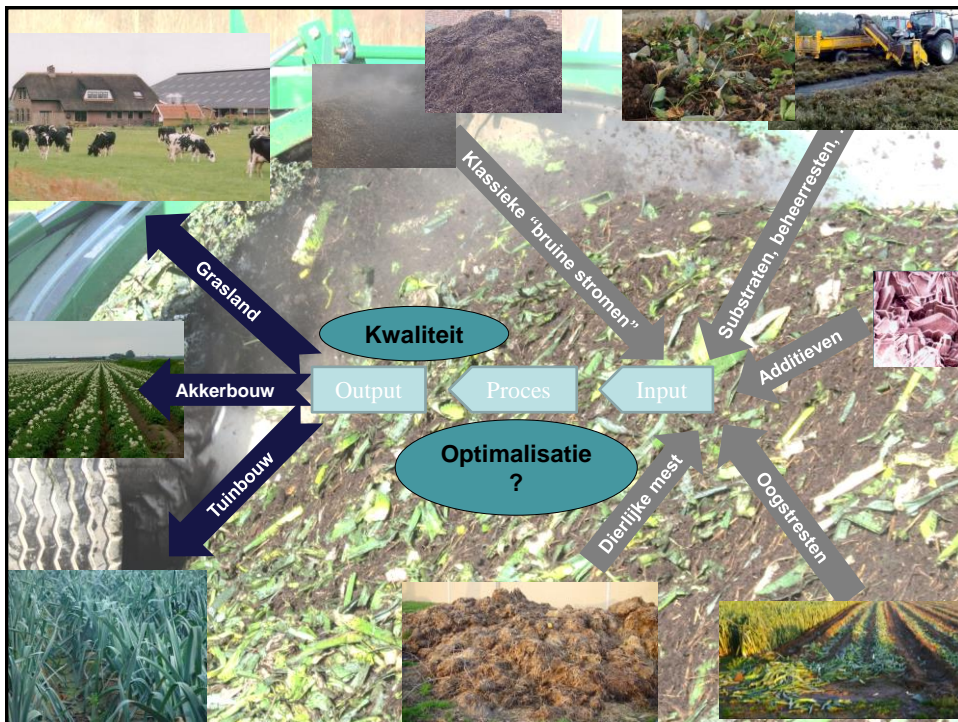 Klassieke “bruine stromen”
Substraten, beheerresten, .
Grasland
Kwaliteit
Additieven
Akkerbouw
Output
Proces
Input
Optimalisatie
?
Tuinbouw
Dierlijke mest
Oogstresten